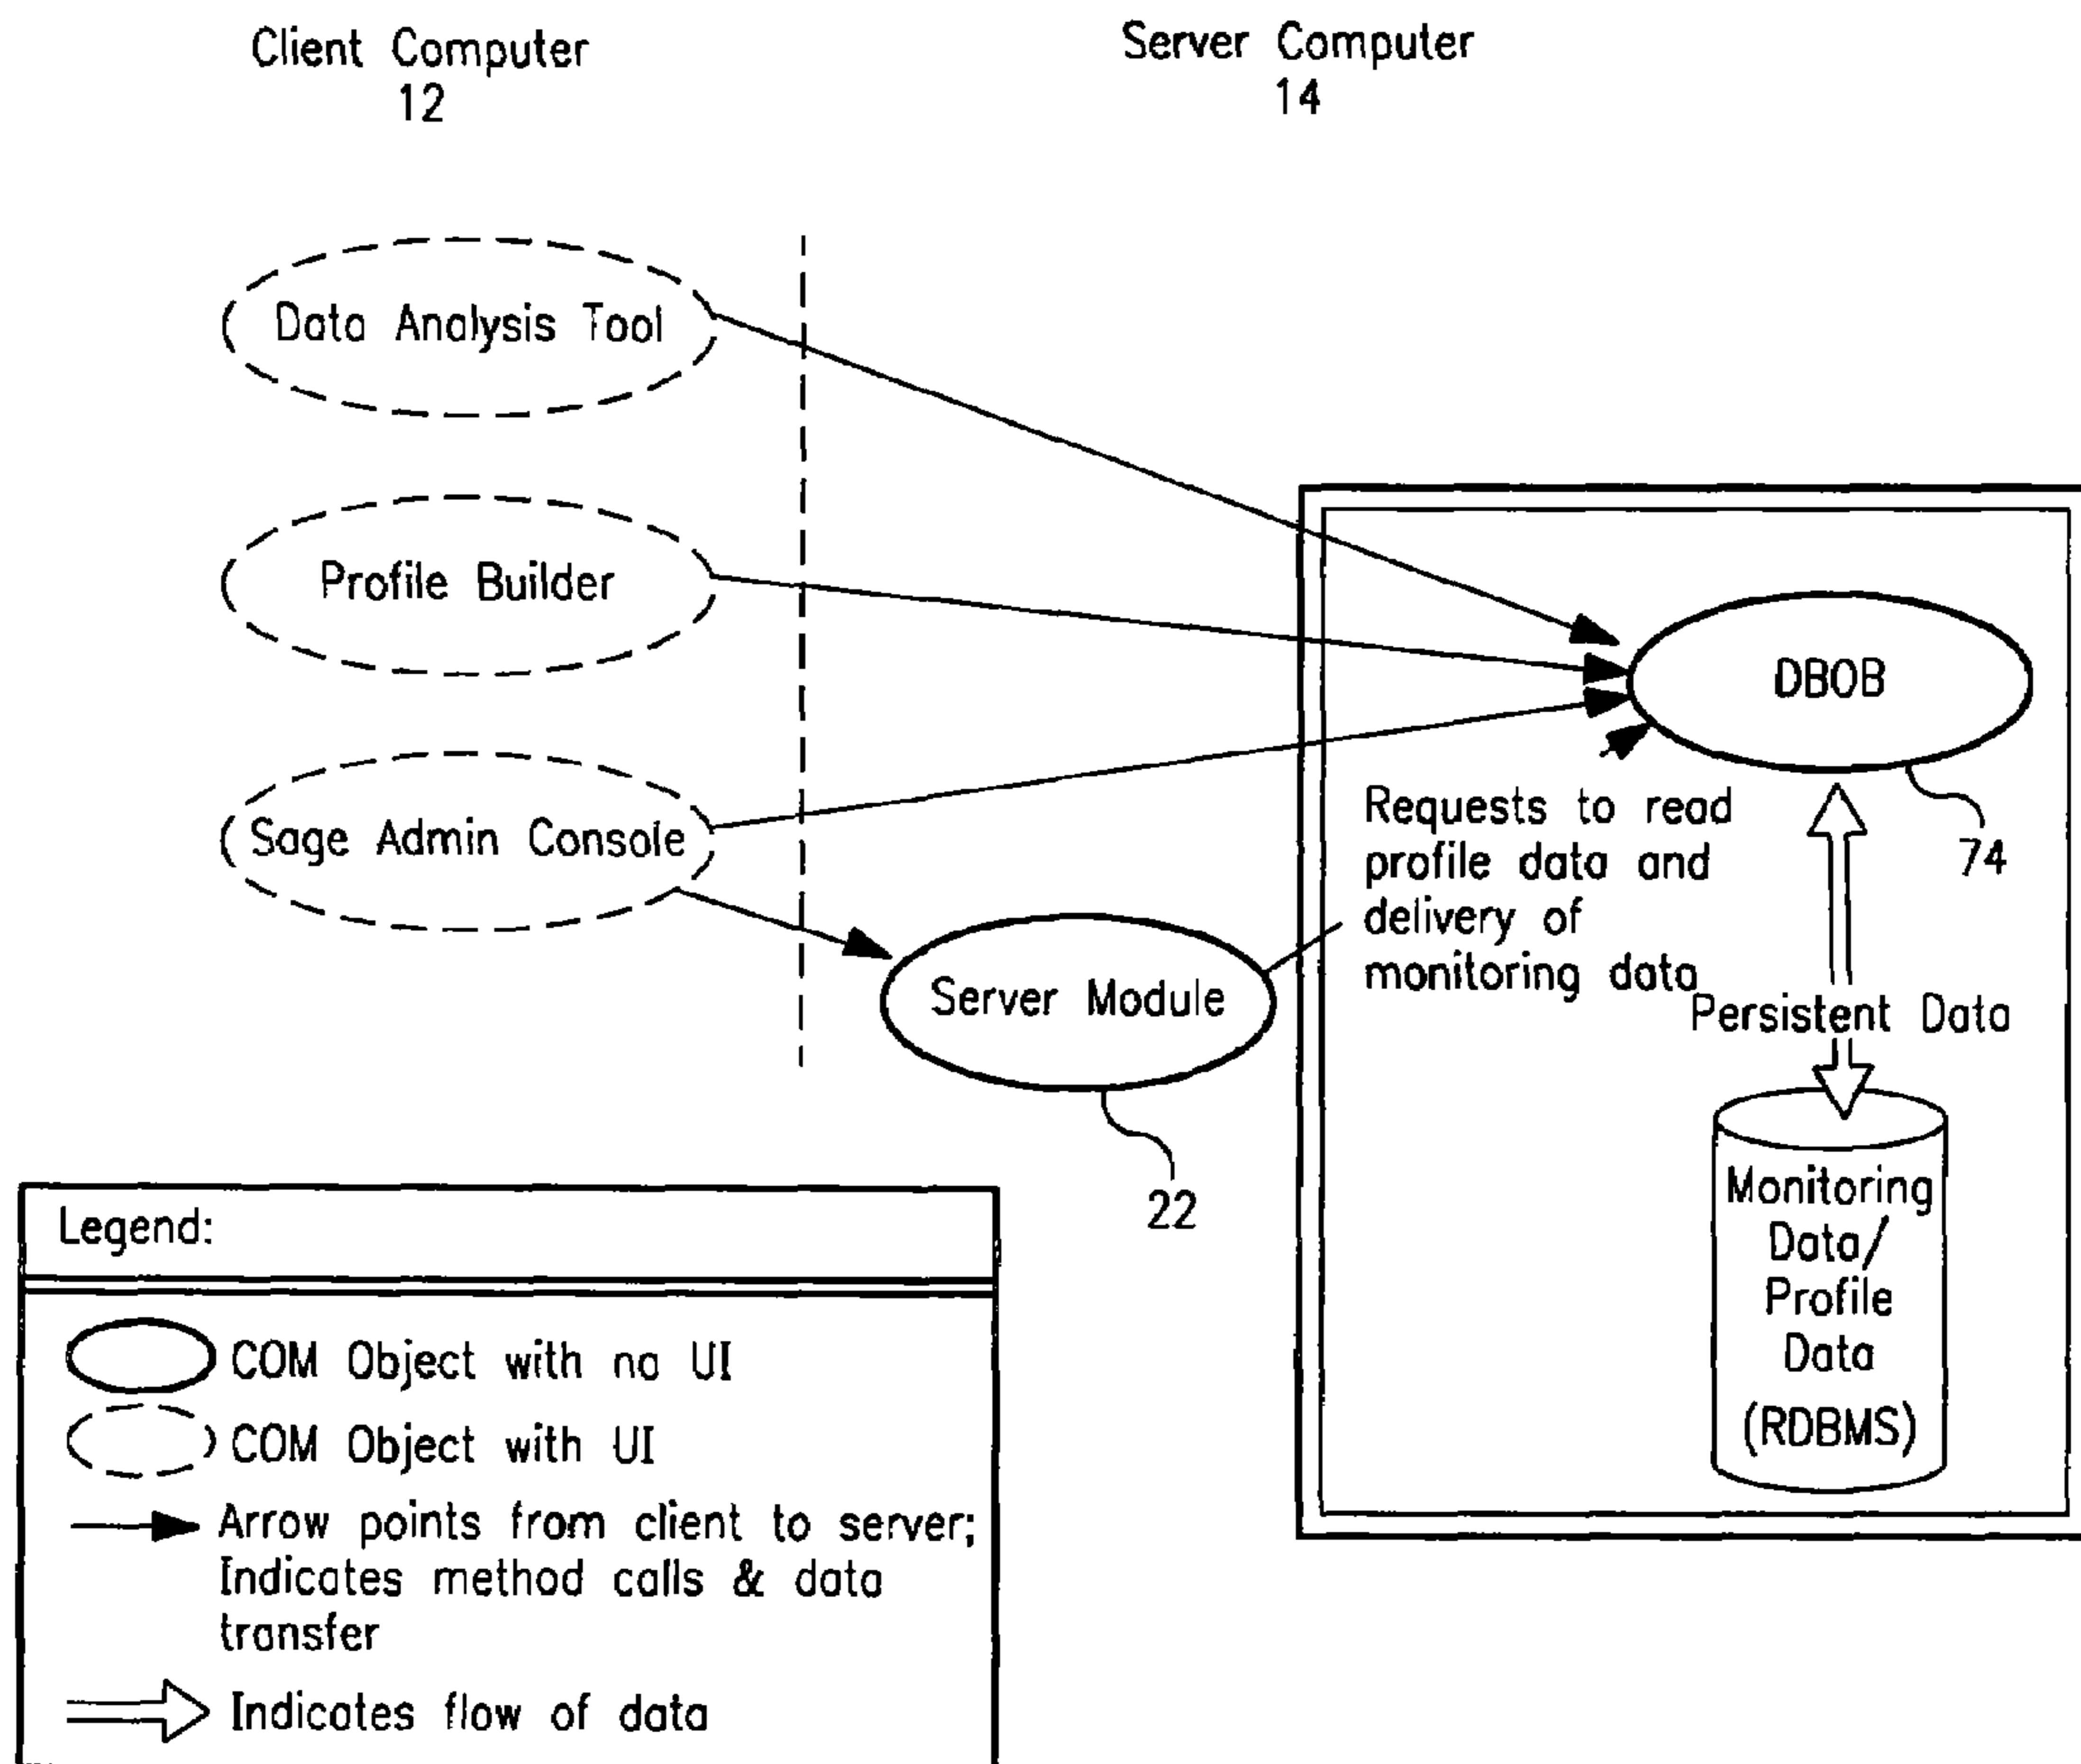 Client Computer
12
Server Computer
14
Data Analysis Tool
Profile Builder
Sage Admin Console
DBOB
74
Requests to read
profile data and
delivery of
monitoring data
Persistent Data
Server Module
22
Monitoring
Data/
Profile
Data
(RDBMS)
Legend:
COM Object with no UI
COM Object with UI
Arrow points from client to server;
Indicates method calls & data
transfer
Indicates flow of data